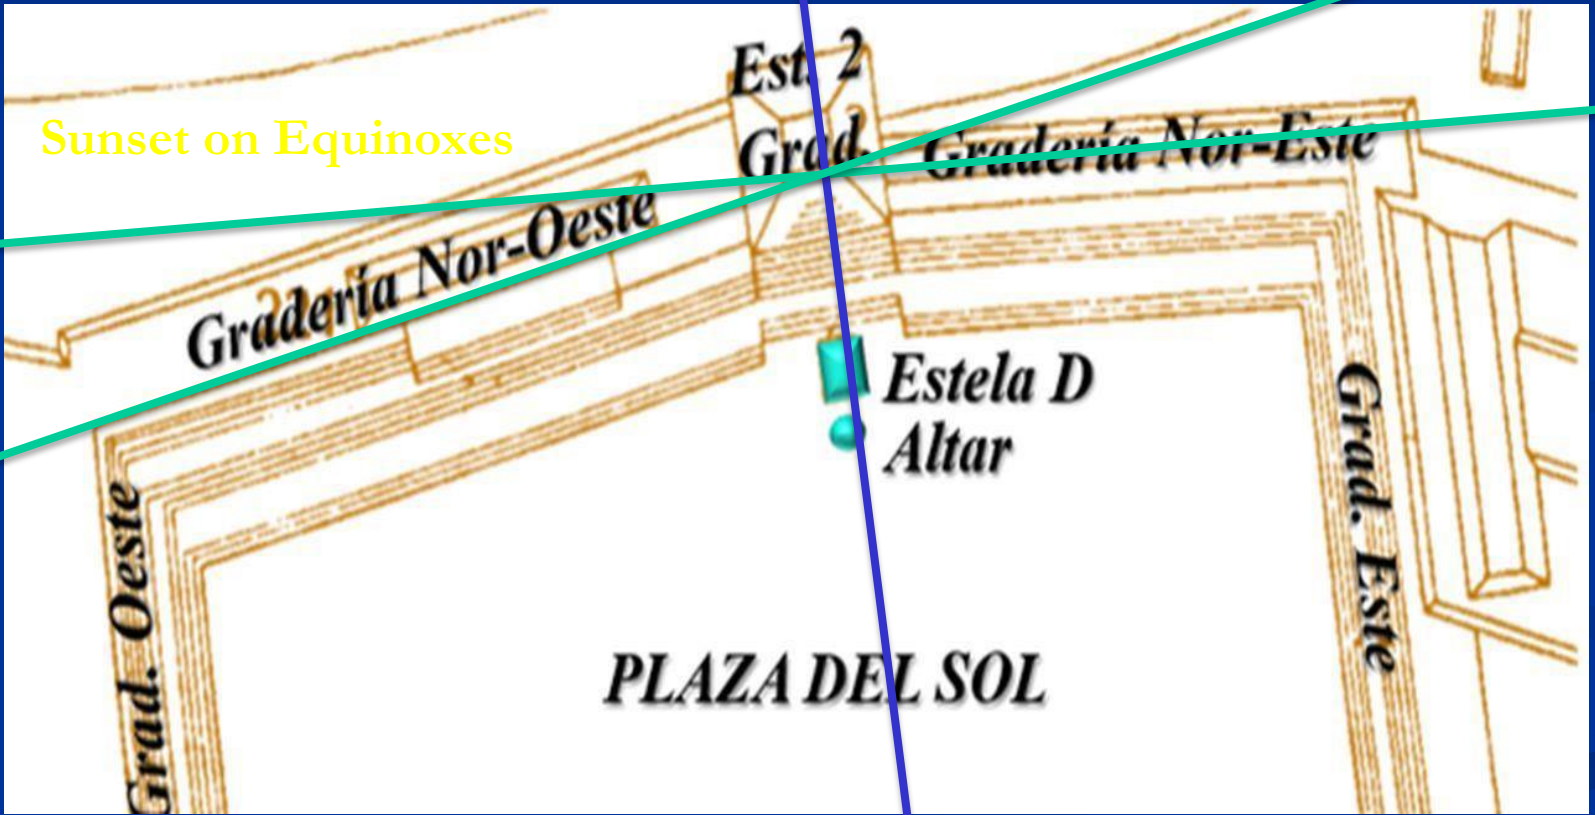 Est. 2
Sunset on Equinoxes
Grad.
Gradería Nor-Este
Gradería Nor-Oeste
Estela D
Altar
Grad. Oeste
Grad. Este
PLAZA DEL SOL